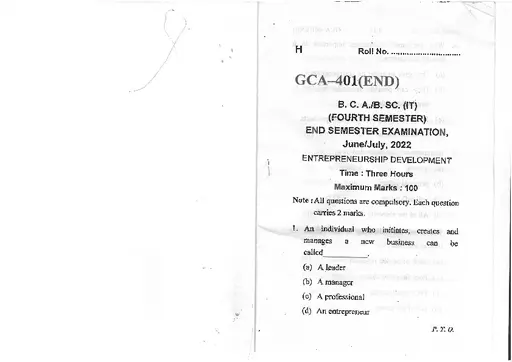 H Roll No. ..............................
GCA–401(END)
B. C. A./B. SC. (IT)
(FOURTH SEMESTER)
END SEMESTER EXAMINATION,
June/July, 2022
ENTREPRENEURSHIP DEVELOPMENT
Time : Three Hours
Maximum Marks : 100
Note : All questions are compulsory. Each question
carries 2 marks.
1. An individual who initiates, creates and
manages a new business can be
called__________.
(a) A leader
(b) A manager
(c) A professional
(d) An entrepreneur
P. T. O.